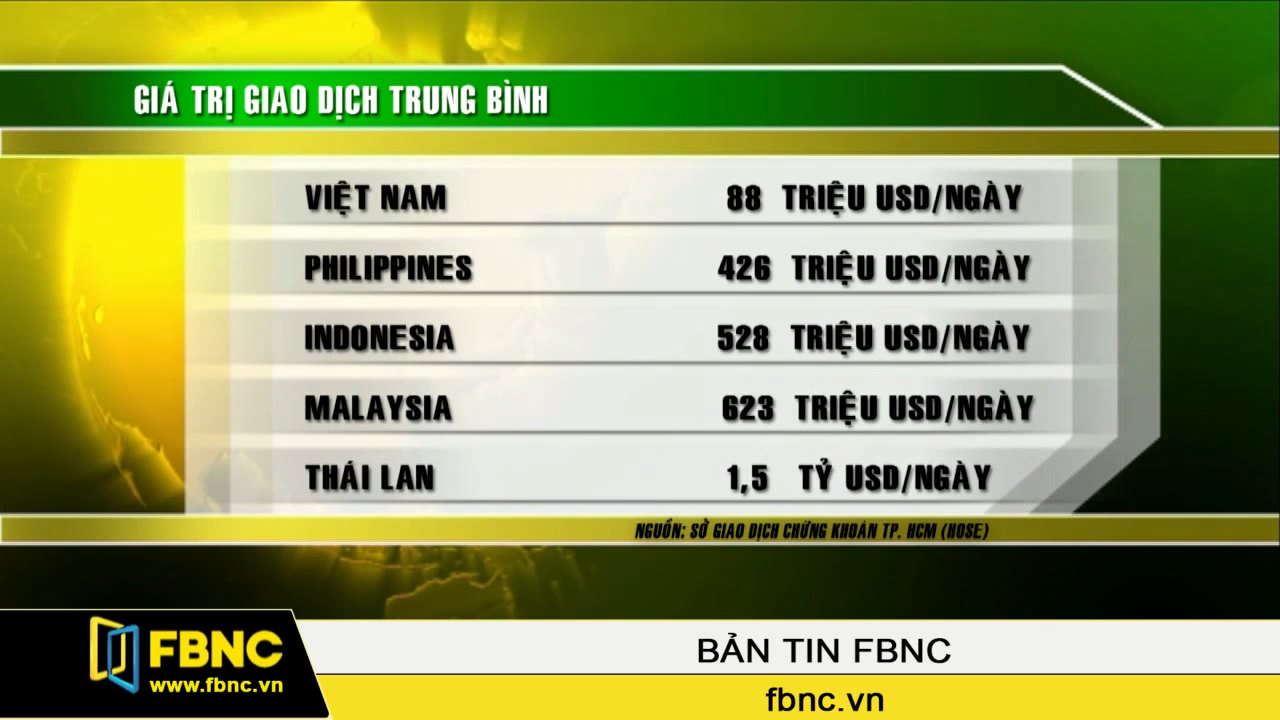 GIÁ TRỊ GIAO DỊCH TRUNG BÌNH
VIỆT NAM 88 TRIỆU USD/NGÀY
PHILIPPINES 426 TRIỆU USD/NGÀY
INDONESIA 528 TRIỆU USD/NGÀY
MALAYSIA 623 TRIỆU USD/NGÀY
THÁI LAN 1,5 TỶ USD/NGÀY
NGUỒN: SỞ GIAO DỊCH CHỨNG KHOÁN TP. HCM (HOSE)
FBNC
www.fbnc.vn
BẢN TIN FBNC
fbnc.vn